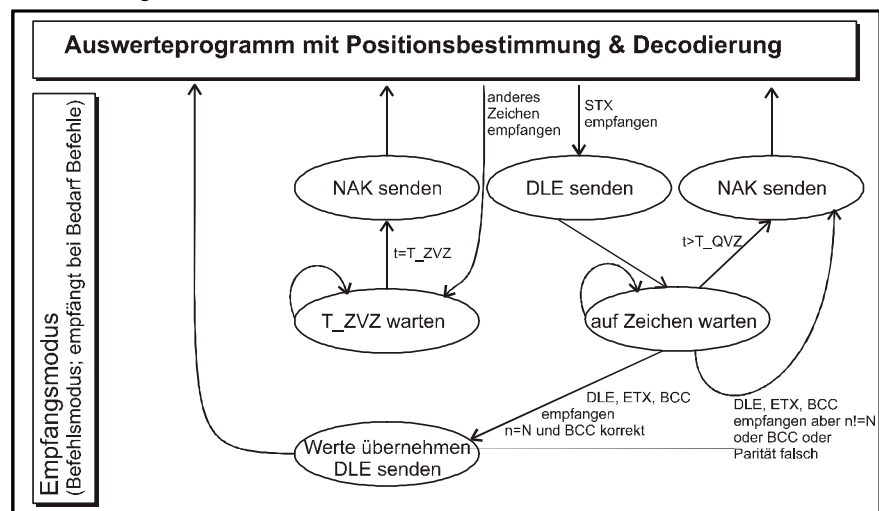 Auswerteprogramm mit Positionsbestimmung & Decodierung
Empfangsmodus
(Befehlsmodus; empfängt bei Bedarf Befehle)
anderes
Zeichen
empfangen
STX
empfangen
NAK senden
DLE senden
NAK senden
t=T_ZVZ
t>T_QVZ
T_ZVZ warten
auf Zeichen warten
DLE, ETX, BCC
empfangen
n=N und BCC korrekt
DLE, ETX, BCC
empfangen aber n!=N
oder BCC oder
Parität falsch
Werte übernehmen
DLE senden